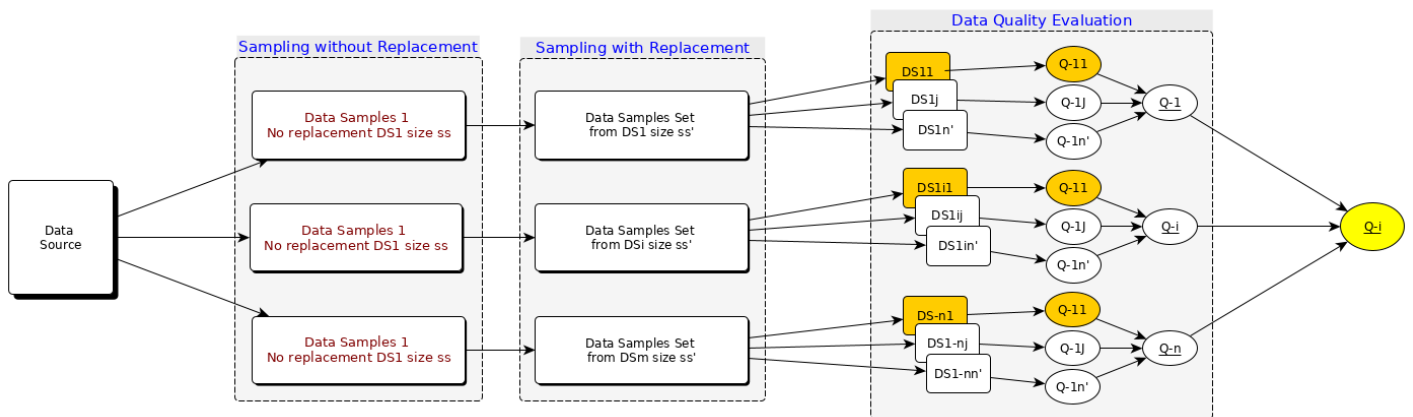 Data Quality Evaluation
Sampling without Replacement
Sampling with Replacement
Data
Source
Data Samples 1
No replacement DS1 size ss
Data Samples Set
from DS1 size ss'
DS11
DS1j
DS1n'
Q-11
Q-1J
Q-1n'
Q-1
Data Samples 1
No replacement DS1 size ss
Data Samples Set
from DSi size ss'
DS1i1
DS1ij
DS1in'
Q-11
Q-1J
Q-1n'
Q-i
Q-i
Data Samples 1
No replacement DS1 size ss
Data Samples Set
from DSm size ss'
DS-n1
DS1-nj
DS1-nn'
Q-11
Q-1J
Q-1n'
Q-n